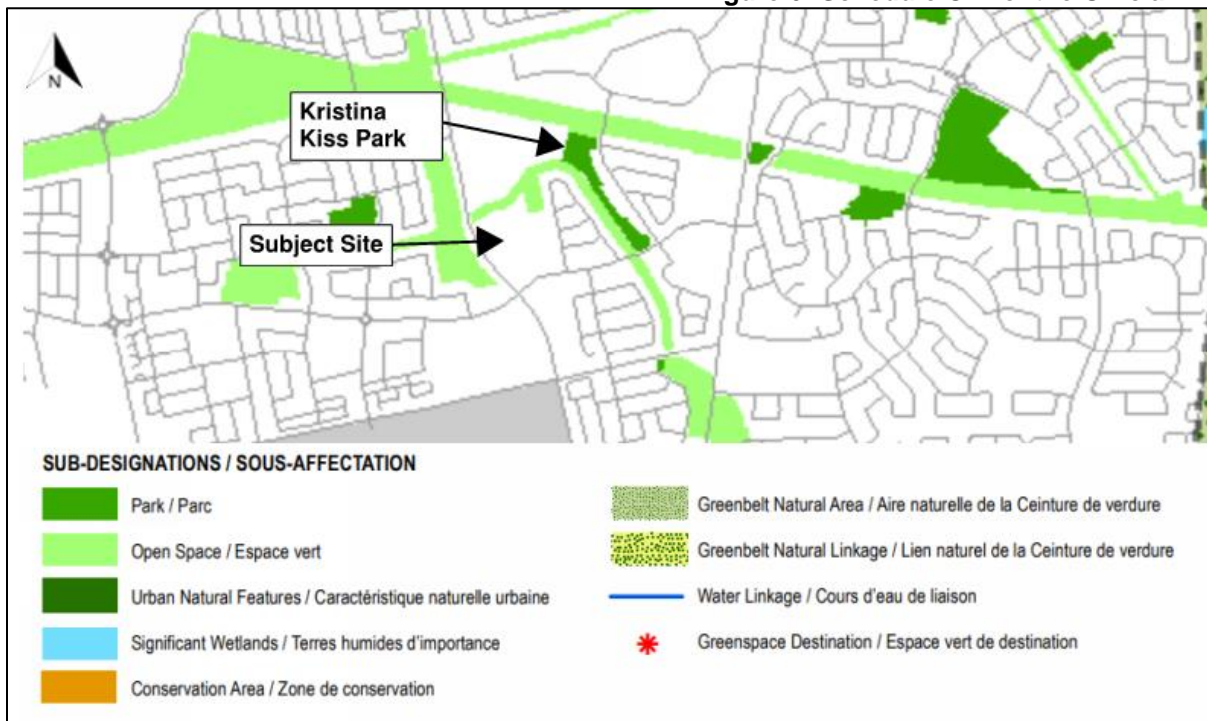 N
Kristina
Kiss Park
Subject Site
SUB-DESIGNATIONS / SOUS-AFFECTATION
Park / Parc
Open Space / Espace vert
Urban Natural Features / Caractéristique naturelle urbaine
Significant Wetlands / Terres humides d'importance
Conservation Area / Zone de conservation
Greenbelt Natural Area / Aire naturelle de la Ceinture de verdure
Greenbelt Natural Linkage / Lien naturel de la Ceinture de verdure
Water Linkage / Cours d'eau de liaison
Greenspace Destination / Espace vert de destination